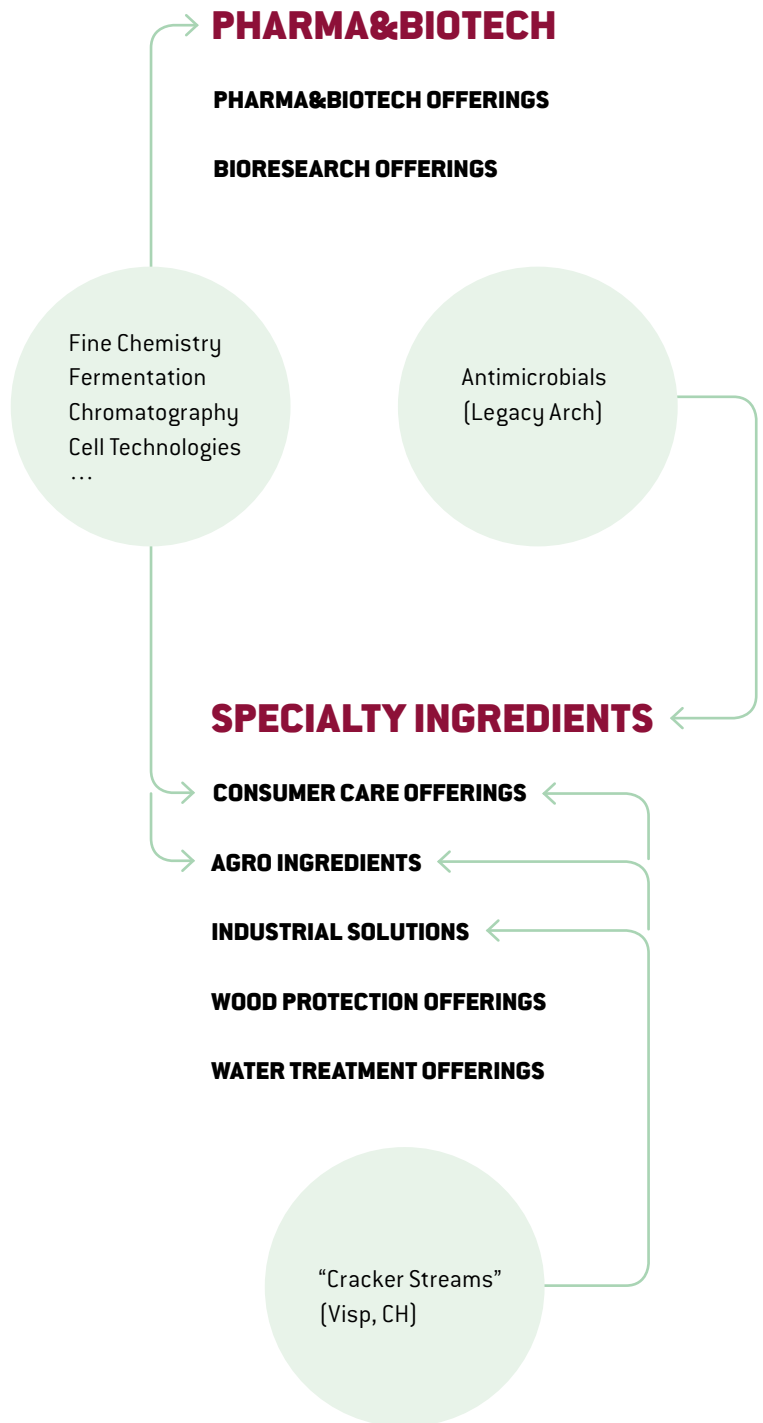 PHARMA&BIOTECH
PHARMA&BIOTECH OFFERINGS
BIORESEARCH OFFERINGS
Fine Chemistry
Fermentation
Chromatography
Cell Technologies
…
Antimicrobials
(Legacy Arch)
SPECIALTY INGREDIENTS
CONSUMER CARE OFFERINGS
AGRO INGREDIENTS
INDUSTRIAL SOLUTIONS
WOOD PROTECTION OFFERINGS
WATER TREATMENT OFFERINGS
“Cracker Streams”
(Visp, CH)